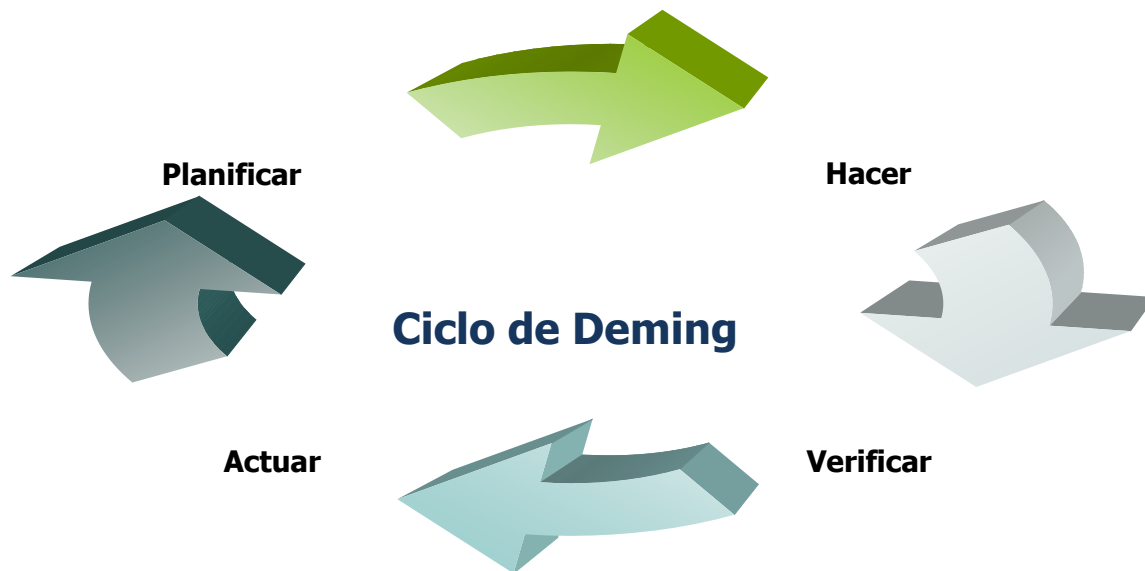 Planificar
Hacer
Ciclo de Deming
Actuar
Verificar